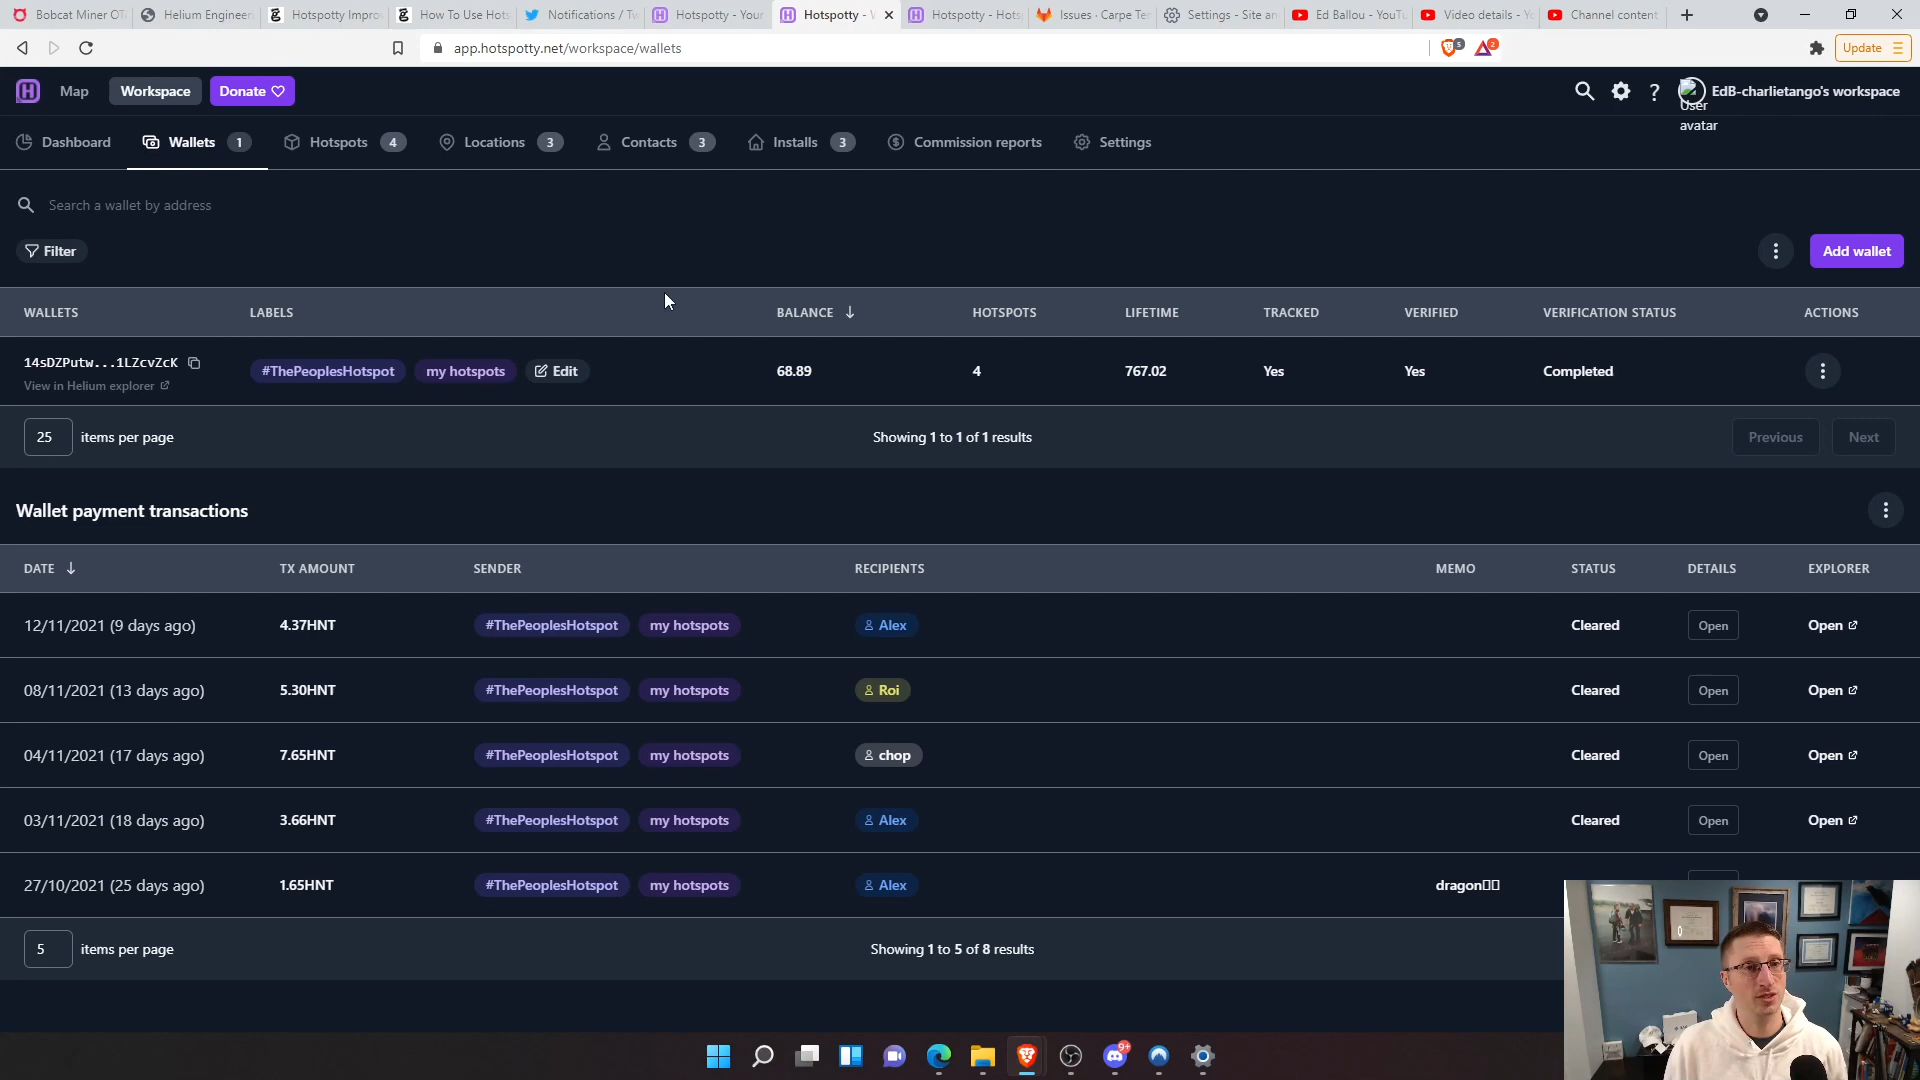 Bobcat Miner OT
Helium Engineeri
Hotspotty Impro
How To Use Hots
Notifications / Tw
Hotspotty - Your
Hotspotty - W
Hotspotty - Hots
Issues · Carpe Te
Settings - Site an
Ed Ballou - YouTu
Video details - Yo
Channel content
app.hotspotty.net/workspace/wallets
5
2
Update
Map
Workspace
Donate
?
User avatar
EdB-charlietango's workspace
Dashboard
Wallets 1
Hotspots 4
Locations 3
Contacts 3
Installs 3
Commission reports
Settings
Search a wallet by address
Filter
Add wallet
WALLETS LABELS BALANCE HOTSPOTS LIFETIME TRACKED VERIFIED VERIFICATION STATUS ACTIONS
14sDZPutw...1LZcvZcK
View in Helium explorer
#ThePeoplesHotspot my hotspots Edit 68.89 4 767.02 Yes Yes Completed
25 items per page Showing 1 to 1 of 1 results Previous Next
Wallet payment transactions
DATE TX AMOUNT SENDER RECIPIENTS MEMO STATUS DETAILS EXPLORER
12/11/2021 (9 days ago) 4.37HNT #ThePeoplesHotspot my hotspots Alex Cleared Open Open
08/11/2021 (13 days ago) 5.30HNT #ThePeoplesHotspot my hotspots Roi Cleared Open Open
04/11/2021 (17 days ago) 7.65HNT #ThePeoplesHotspot my hotspots chop Cleared Open Open
03/11/2021 (18 days ago) 3.66HNT #ThePeoplesHotspot my hotspots Alex Cleared Open Open
27/10/2021 (25 days ago) 1.65HNT #ThePeoplesHotspot my hotspots Alex dragon
5 items per page Showing 1 to 5 of 8 results
9+